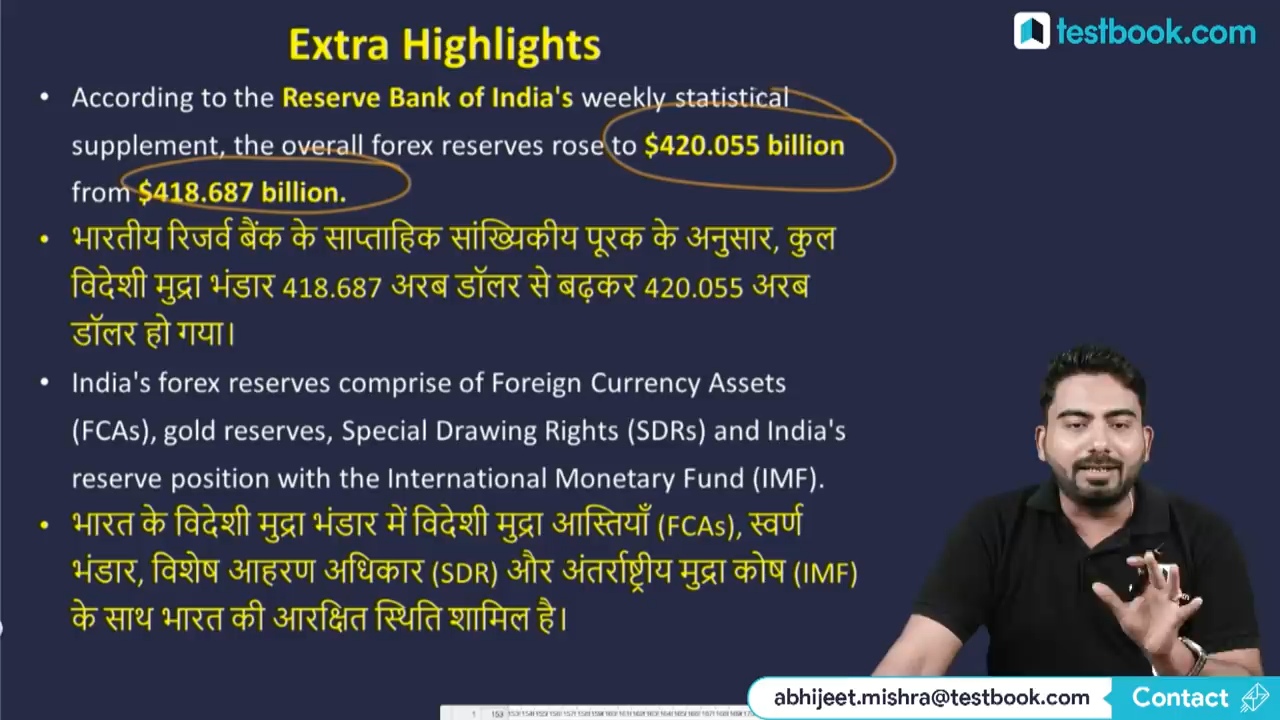 Extra Highlights
testbook.com
• According to the Reserve Bank of India's weekly statistical
supplement, the overall forex reserves rose to $420.055 billion
from $418.687 billion.
• भारतीय रिजर्व बैंक के साप्ताहिक सांख्यिकीय पूरक के अनुसार, कुल
विदेशी मुद्रा भंडार 418.687 अरब डॉलर से बढ़कर 420.055 अरब
डॉलर हो गया।
• India's forex reserves comprise of Foreign Currency Assets
(FCAs), gold reserves, Special Drawing Rights (SDRs) and India's
reserve position with the International Monetary Fund (IMF).
• भारत के विदेशी मुद्रा भंडार में विदेशी मुद्रा आस्तियाँ (FCAs), स्वर्ण
भंडार, विशेष आहरण अधिकार (SDR) और अंतर्राष्ट्रीय मुद्रा कोष (IMF)
के साथ भारत की आरक्षित स्थिति शामिल है।
abhijeet.mishra@testbook.com Contact